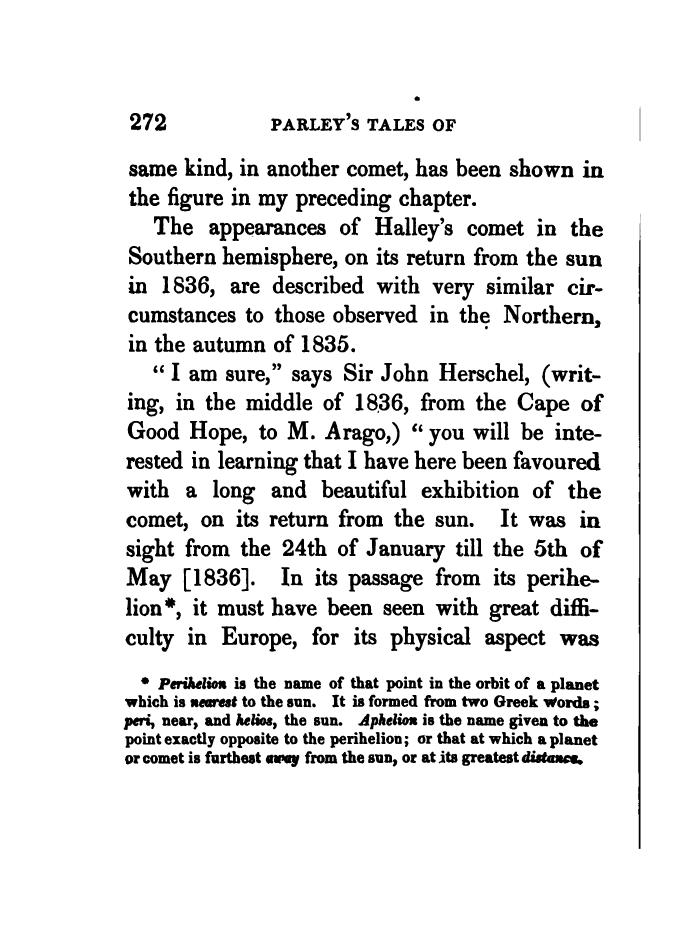 272 PARLEY'S TALES OF
same kind, in another comet, has been shown in
the figure in my preceding chapter.
The appearances of Halley's comet in the
Southern hemisphere, on its return from the sun
in 1836, are described with very similar cir-
cumstances to those observed in the Northern,
in the autumn of 1835.
“ I am sure,” says Sir John Herschel, (writ-
ing, in the middle of 1836, from the Cape of
Good Hope, to M. Arago,) “ you will be inte-
rested in learning that I have here been favoured
with a long and beautiful exhibition of the
comet, on its return from the sun. It was in
sight from the 24th of January till the 5th of
May [1836]. In its passage from its perihe-
lion*, it must have been seen with great diffi-
culty in Europe, for its physical aspect was
* Perihelion is the name of that point in the orbit of a planet
which is nearest to the sun. It is formed from two Greek words ;
peri, near, and helios, the sun. Aphelion is the name given to the
point exactly opposite to the perihelion; or that at which a planet
or comet is furthest away from the sun, or at its greatest distance.